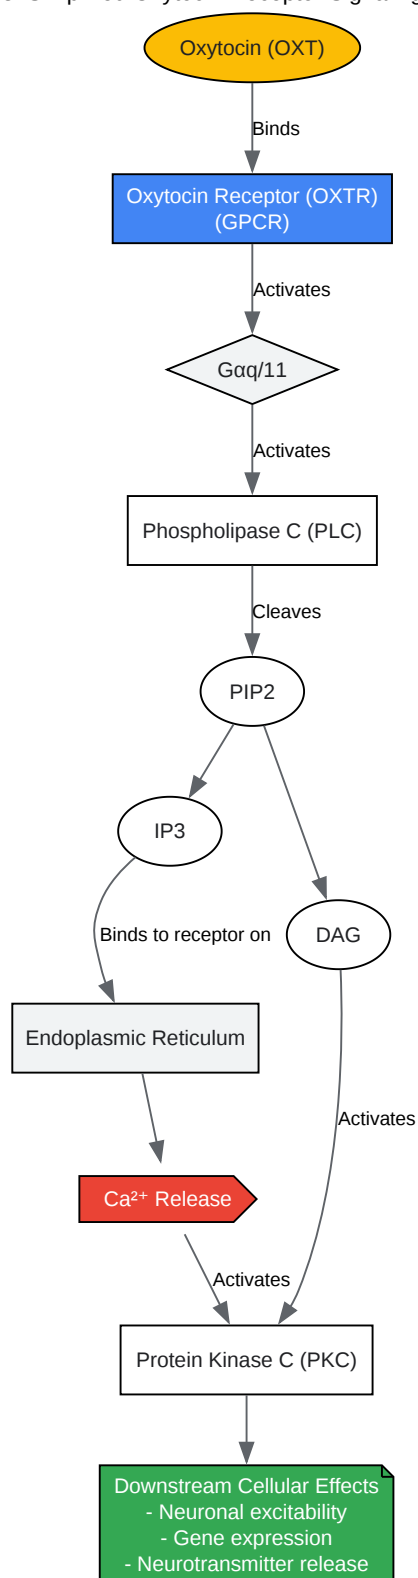 Oxytocin (OXT)
Binds
Oxytocin Receptor (OXTR)
(GPCR)
Activates
Gαq/11
Activates
Phospholipase C (PLC)
Cleaves
PIP2
IP3
Binds to receptor on
DAG
Endoplasmic Reticulum
Activates
Ca²⁺ Release
Activates
Protein Kinase C (PKC)
Downstream Cellular Effects
- Neuronal excitability
- Gene expression
- Neurotransmitter release